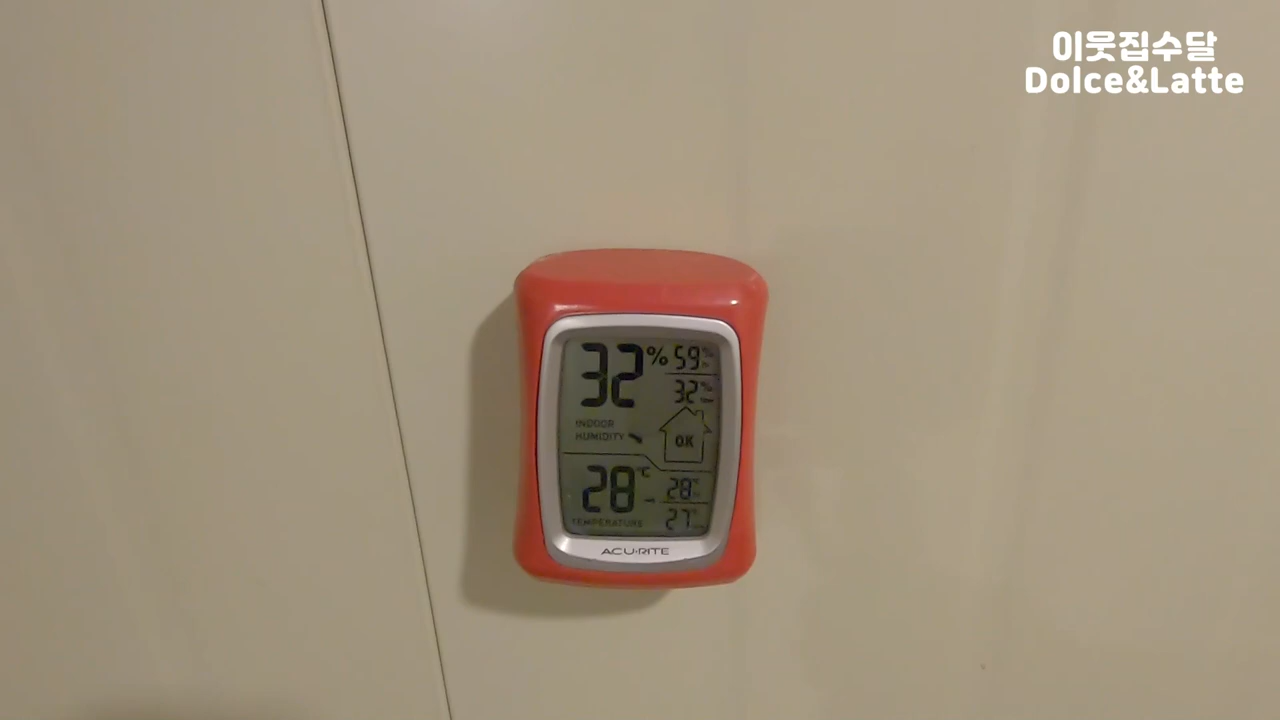 이웃집수달
Dolce&Latte
32% 59
32
INDOOR
HUMIDITY
OK
28°C 28
27
TEMPERATURE
ACU·RITE